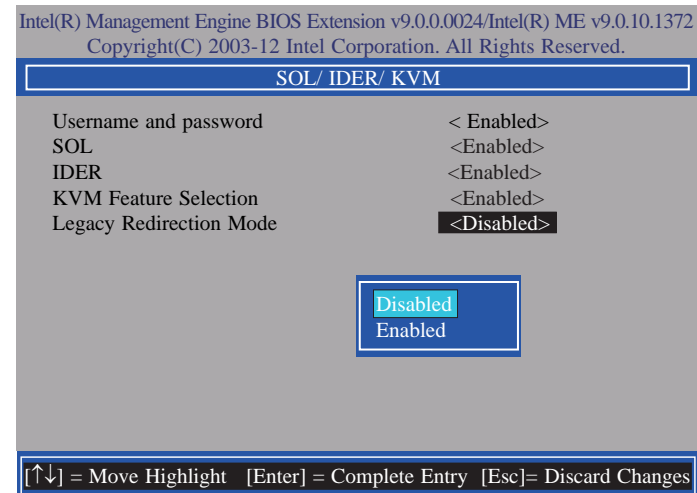 Intel(R) Management Engine BIOS Extension v9.0.0.0024/Intel(R) ME v9.0.10.1372
Copyright(C) 2003-12 Intel Corporation. All Rights Reserved.
SOL/ IDER/ KVM
Username and password < Enabled>
SOL <Enabled>
IDER <Enabled>
KVM Feature Selection <Enabled>
Legacy Redirection Mode <Disabled>
Disabled
Enabled
[↑↓] = Move Highlight [Enter] = Complete Entry [Esc]= Discard Changes